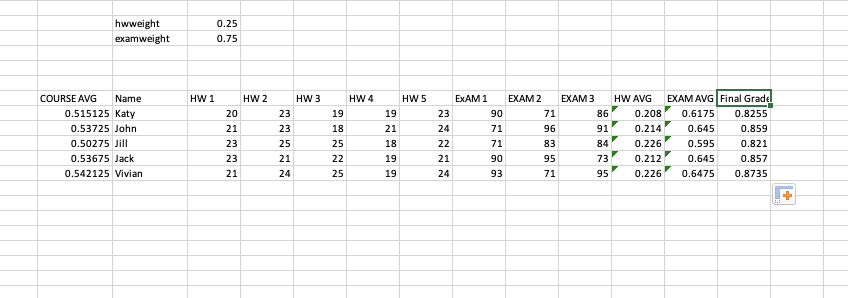 hwweight 0.25
examweight 0.75
COURSE AVG Name HW 1 HW 2 HW 3 HW 4 HW 5 ExAM 1 EXAM 2 EXAM 3 HW AVG EXAM AVG Final Grade
0.515125 Katy 20 23 19 19 23 90 71 86 0.208 0.6175 0.8255
0.53725 John 21 23 18 21 24 71 96 91 0.214 0.645 0.859
0.50275 Jill 23 25 25 18 22 71 83 84 0.226 0.595 0.821
0.53675 Jack 23 21 22 19 21 90 95 73 0.212 0.645 0.857
0.542125 Vivian 21 24 25 19 24 93 71 95 0.226 0.6475 0.8735